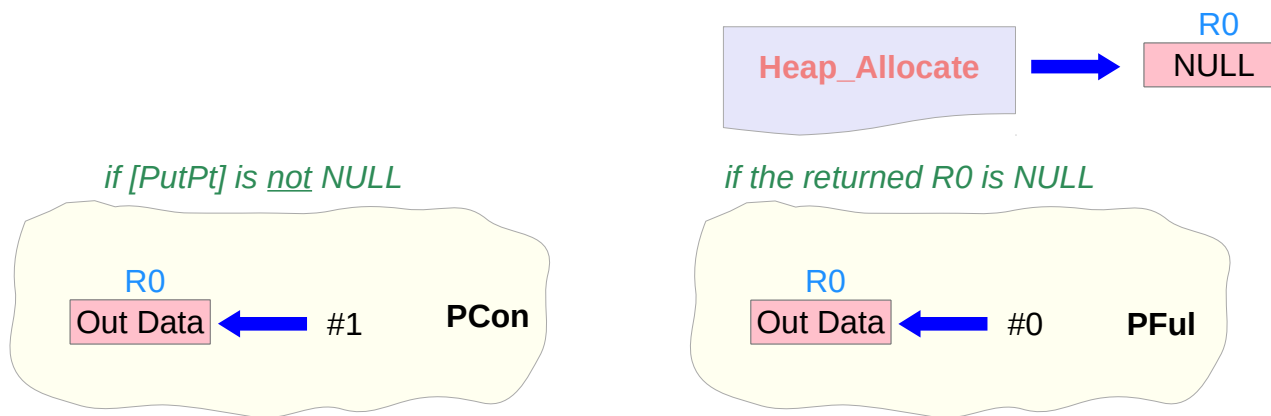 R0
Heap_Allocate
NULL
if [PutPt] is not NULL
if the returned R0 is NULL
R0
Out Data
#1
PCon
R0
Out Data
#0
PFul